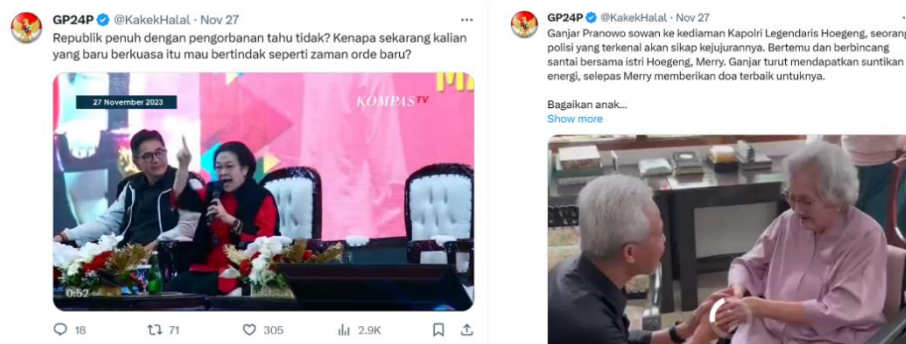 GP24P @KakekHalal · Nov 27
Republik penuh dengan pengorbanan tahu tidak? Kenapa sekarang kalian
yang baru berkuasa itu mau bertindak seperti zaman orde baru?
27 November 2023
KOMPASTV
0:52
18 71 305 2.9K
GP24P @KakekHalal · Nov 27
Ganjar Pranowo sowan ke kediaman Kapolri Legendaris Hoegeng, seorang
polisi yang terkenal akan sikap kejujurannya. Bertemu dan berbincang
santai bersama istri Hoegeng, Merry. Ganjar turut mendapatkan suntikan
energi, selepas Merry memberikan doa terbaik untuknya.
Bagaikan anak...
Show more